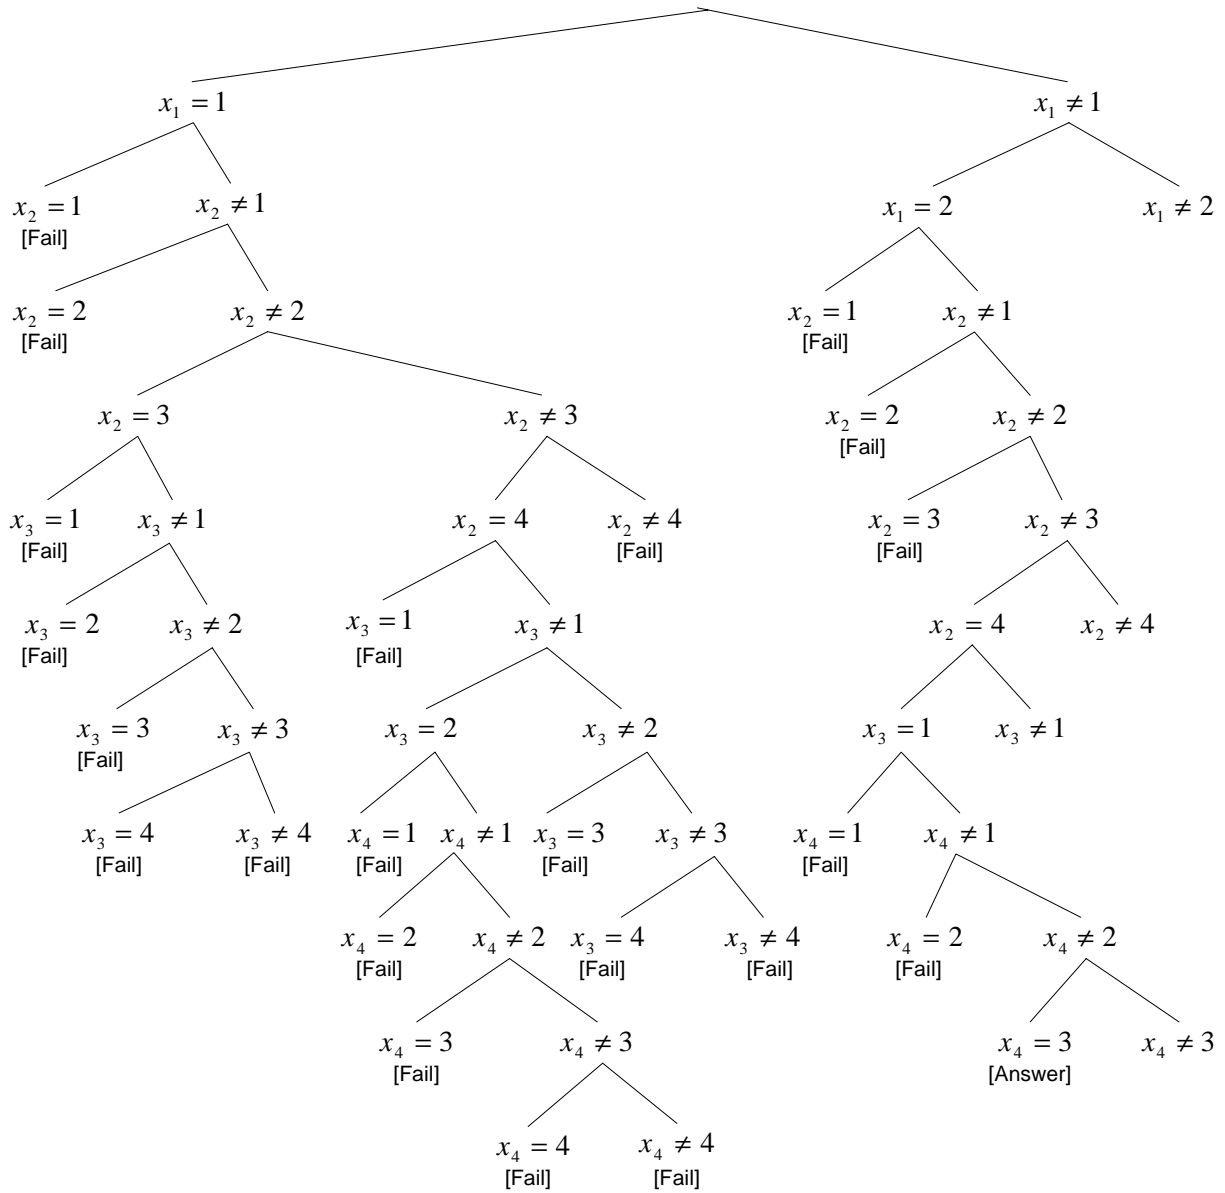 x₁ = 1 x₁ ≠ 1
x₂ = 1 x₂ ≠ 1 x₁ = 2 x₁ ≠ 2
[Fail]
x₂ = 2 x₂ ≠ 2 x₂ = 1 x₂ ≠ 1
[Fail] [Fail]
x₂ = 3 x₂ ≠ 3 x₂ = 2 x₂ ≠ 2
[Fail]
x₃ = 1 x₃ ≠ 1 x₂ = 4 x₂ ≠ 4 x₂ = 3 x₂ ≠ 3
[Fail] [Fail] [Fail]
x₃ = 2 x₃ ≠ 2 x₃ = 1 x₃ ≠ 1 x₂ = 4 x₂ ≠ 4
[Fail] [Fail]
x₃ = 3 x₃ ≠ 3 x₃ = 2 x₃ ≠ 2 x₃ = 1 x₃ ≠ 1
[Fail]
x₃ = 4 x₃ ≠ 4 x₄ = 1 x₄ ≠ 1 x₃ = 3 x₃ ≠ 3 x₄ = 1 x₄ ≠ 1
[Fail] [Fail] [Fail] [Fail] [Fail]
x₄ = 2 x₄ ≠ 2 x₃ = 4 x₃ ≠ 4 x₄ = 2 x₄ ≠ 2
[Fail] [Fail] [Fail] [Fail]
x₄ = 3 x₄ ≠ 3 x₄ = 3 x₄ ≠ 3
[Fail] [Answer]
x₄ = 4 x₄ ≠ 4
[Fail] [Fail]